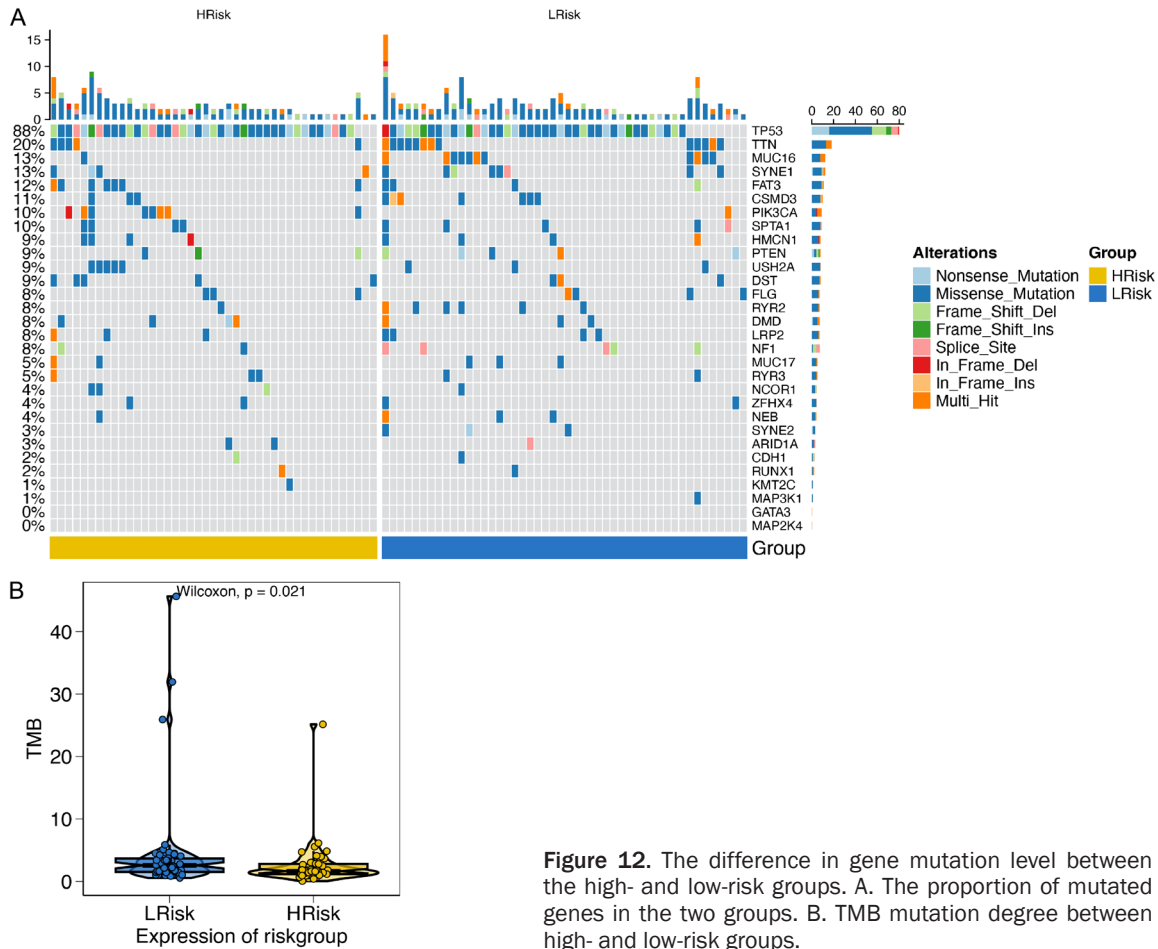 A
HRisk
LRisk
15
10
5
0
0 20 40 60 80
88% TP53
20% TTN
13% MUC16
13% SYNE1
12% FAT3
11% CSMD3
10% PIK3CA
10% SPTA1
9% HMCN1
9% PTEN
9% USH2A
9% DST
8% FLG
8% RYR2
8% DMD
8% LRP2
8% NF1
5% MUC17
5% RYR3
4% NCOR1
4% ZFHX4
4% NEB
3% SYNE2
3% ARID1A
2% CDH1
2% RUNX1
1% KMT2C
1% MAP3K1
0% GATA3
0% MAP2K4
Group
Alterations
Nonsense_Mutation
Missense_Mutation
Frame_Shift_Del
Frame_Shift_Ins
Splice_Site
In_Frame_Del
In_Frame_Ins
Multi_Hit
Group
HRisk
LRisk
B
Wilcoxon, p = 0.021
TMB
40
30
20
10
0
LRisk HRisk
Expression of riskgroup
Figure 12. The difference in gene mutation level between
the high- and low-risk groups. A. The proportion of mutated
genes in the two groups. B. TMB mutation degree between
high- and low-risk groups.